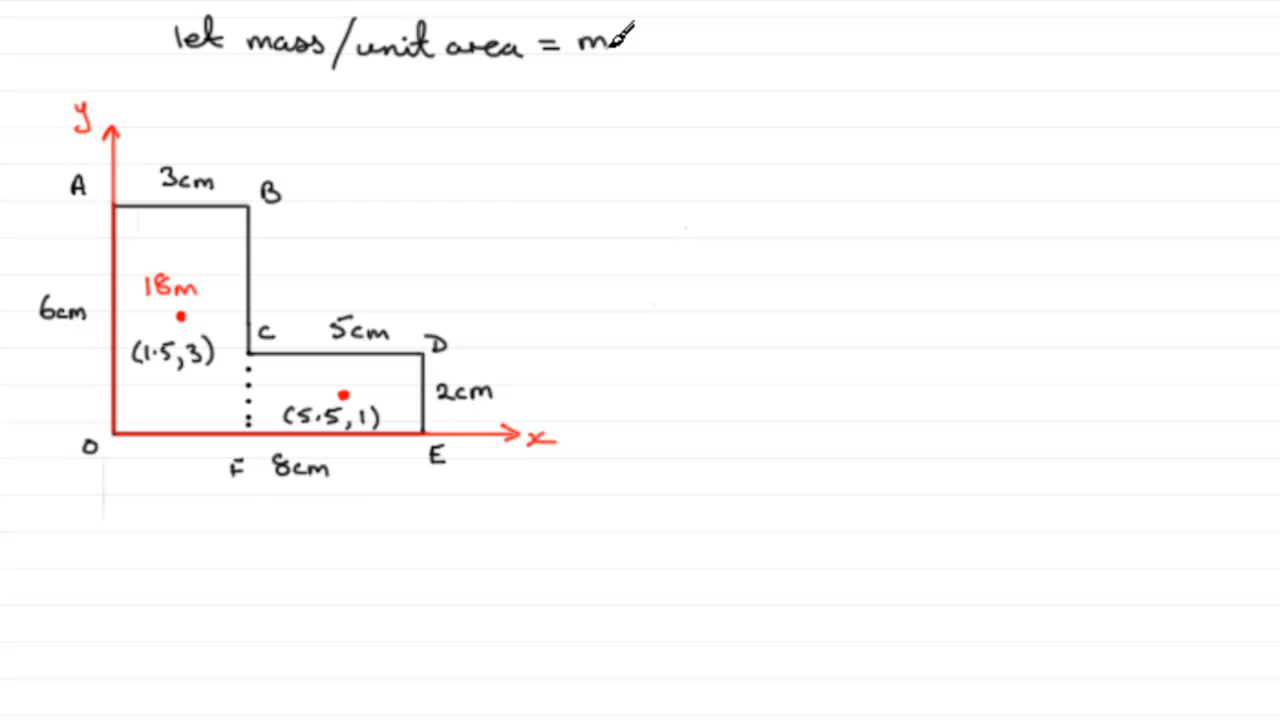 let mass/unit area = m
y
A 3cm B
18m
6cm
(1.5,3)
C 5cm D
2cm
(5.5,1)
O
x
E
F 8cm